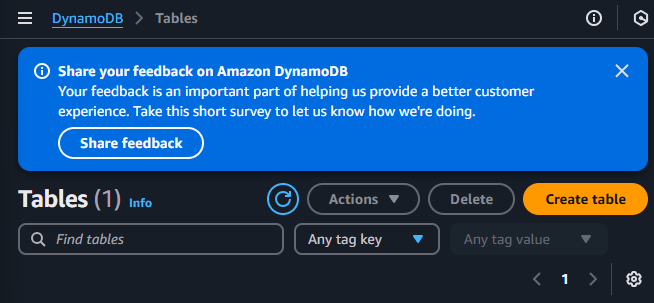 DynamoDB > Tables
Share your feedback on Amazon DynamoDB
Your feedback is an important part of helping us provide a better customer
experience. Take this short survey to let us know how we're doing.
Share feedback
Tables (1) Info Actions Delete Create table
Find tables Any tag key Any tag value
< 1 >